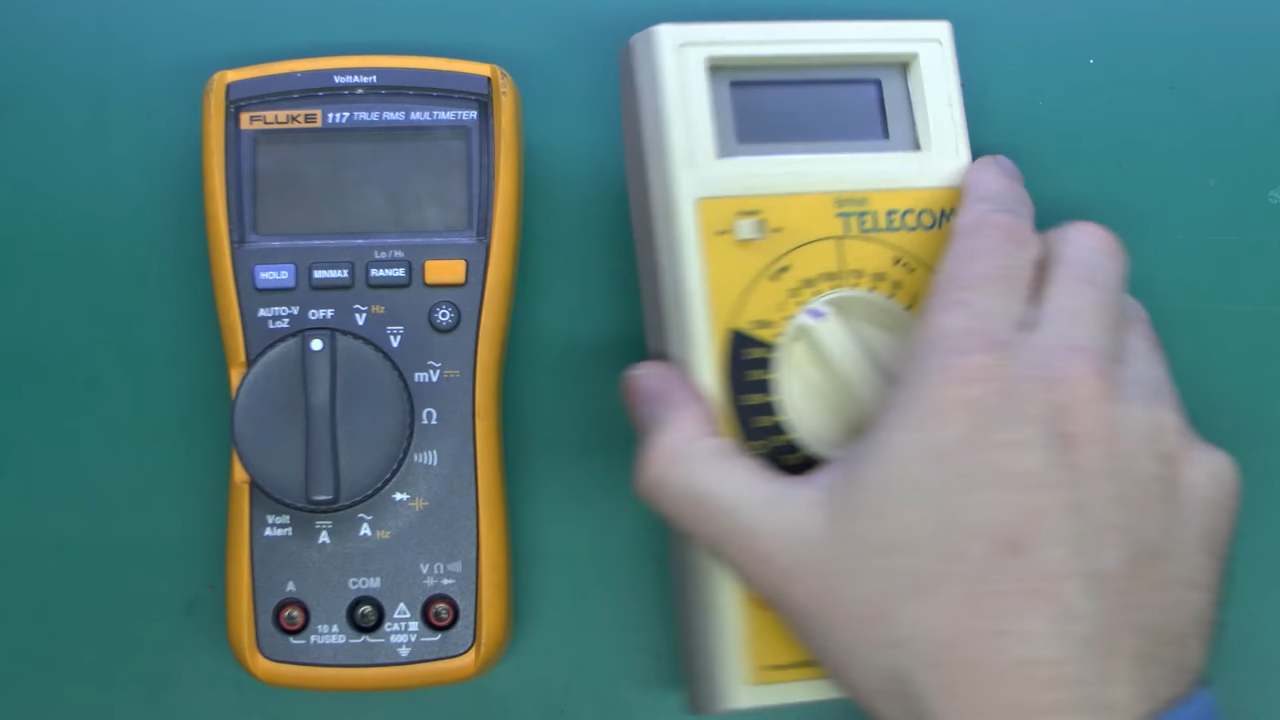 VoltAlert
FLUKE 117 TRUE RMS MULTIMETER
HOLD
MINMAX
Lo / Hi
RANGE
AUTO-V
LoZ
OFF
V Hz
V
mV
Ω
Volt
Alert
A
A Hz
A
COM
V Ω
10 A
FUSED
CAT III
600 V
TELECOM